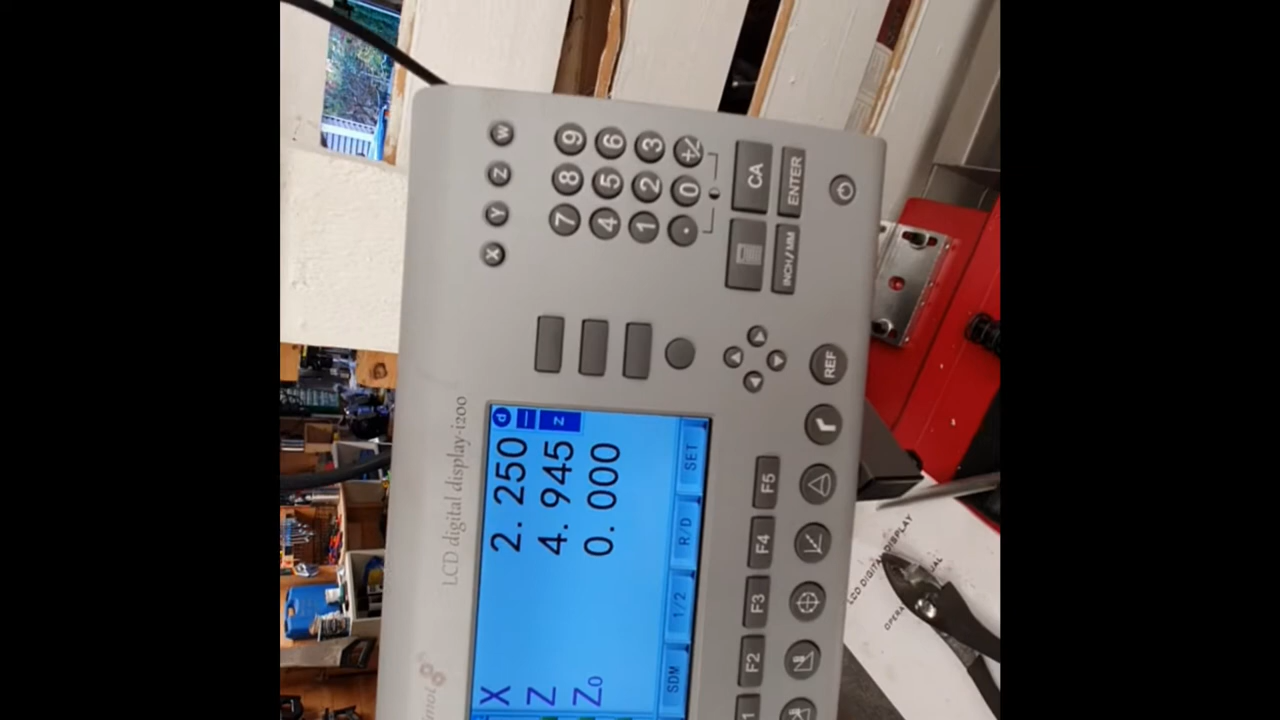 LCD digital display-i200
X 2.250 d
Z 4.945
Z0 0.000 Z
SDM 1/2 R/D SET
F2 F3 F4 F5
REF
X Y Z W
7 8 9
4 5 6
1 2 3
. 0 +/-
CA
INCH/MM ENTER
LCD DIGITAL DISPLAY